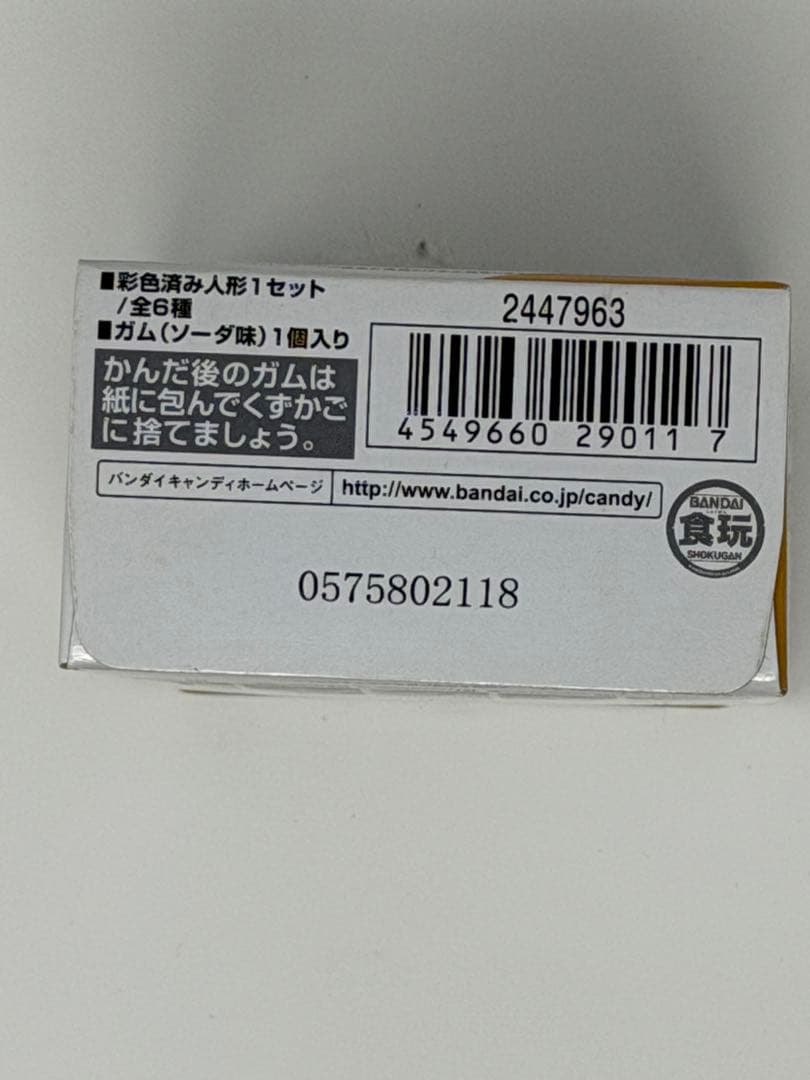 ■彩色済み人形1セット
/全6種
■ガム(ソーダ味)1個入り
かんだ後のガムは
紙に包んでくずかご
に捨てましょう。
2447963
4549660 29011 7
バンダイキャンディホームページ http://www.bandai.co.jp/candy/
BANDAI
食玩
SHOKUGAN
0575802118